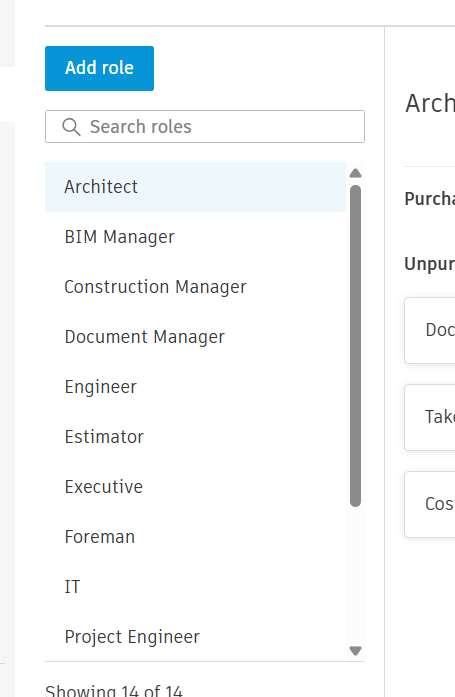 Add role
Search roles
Architect
BIM Manager
Construction Manager
Document Manager
Engineer
Estimator
Executive
Foreman
IT
Project Engineer
Showing 14 of 14
Arch
Purcha
Unpur
Doc
Take
Cos